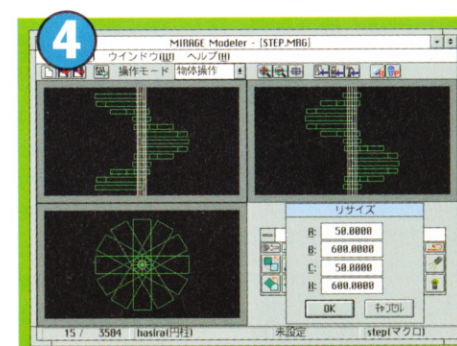 4
MIRAGE Modeler - [STEP.MRG]
ウインドウ(W) ヘルプ(H)
操作モード 物体操作
リサイズ
A: 50.0000
B: 600.0000
C: 50.0000
H: 600.0000
OK キャンセル
15 / 3504 hasira(円柱) 未設定 step(マクロ)